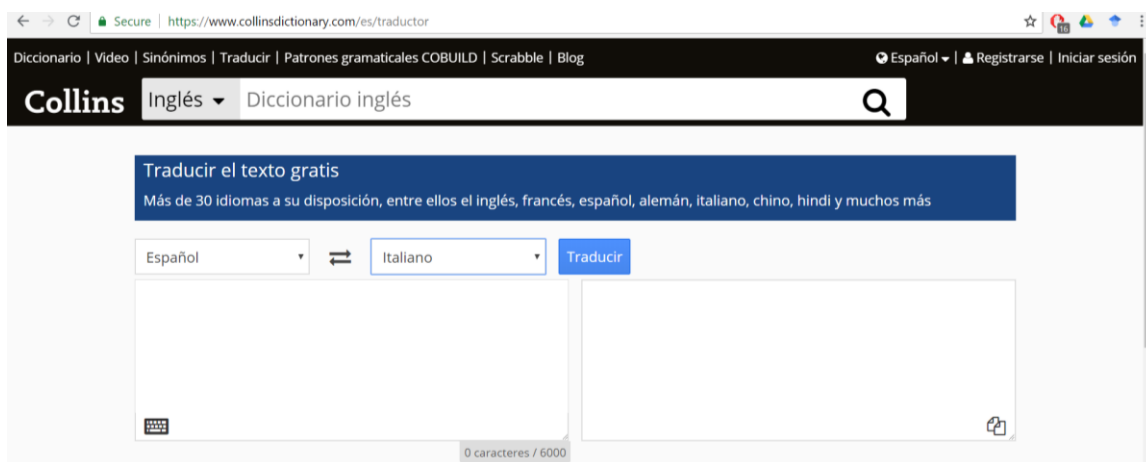 Secure | https://www.collinsdictionary.com/es/traductor
16
Diccionario | Video | Sinónimos | Traducir | Patrones gramaticales COBUILD | Scrabble | Blog
Español | Registrarse | Iniciar sesión
Collins Inglés Diccionario inglés
Traducir el texto gratis
Más de 30 idiomas a su disposición, entre ellos el inglés, francés, español, alemán, italiano, chino, hindi y muchos más
Español Italiano Traducir
0 caracteres / 6000